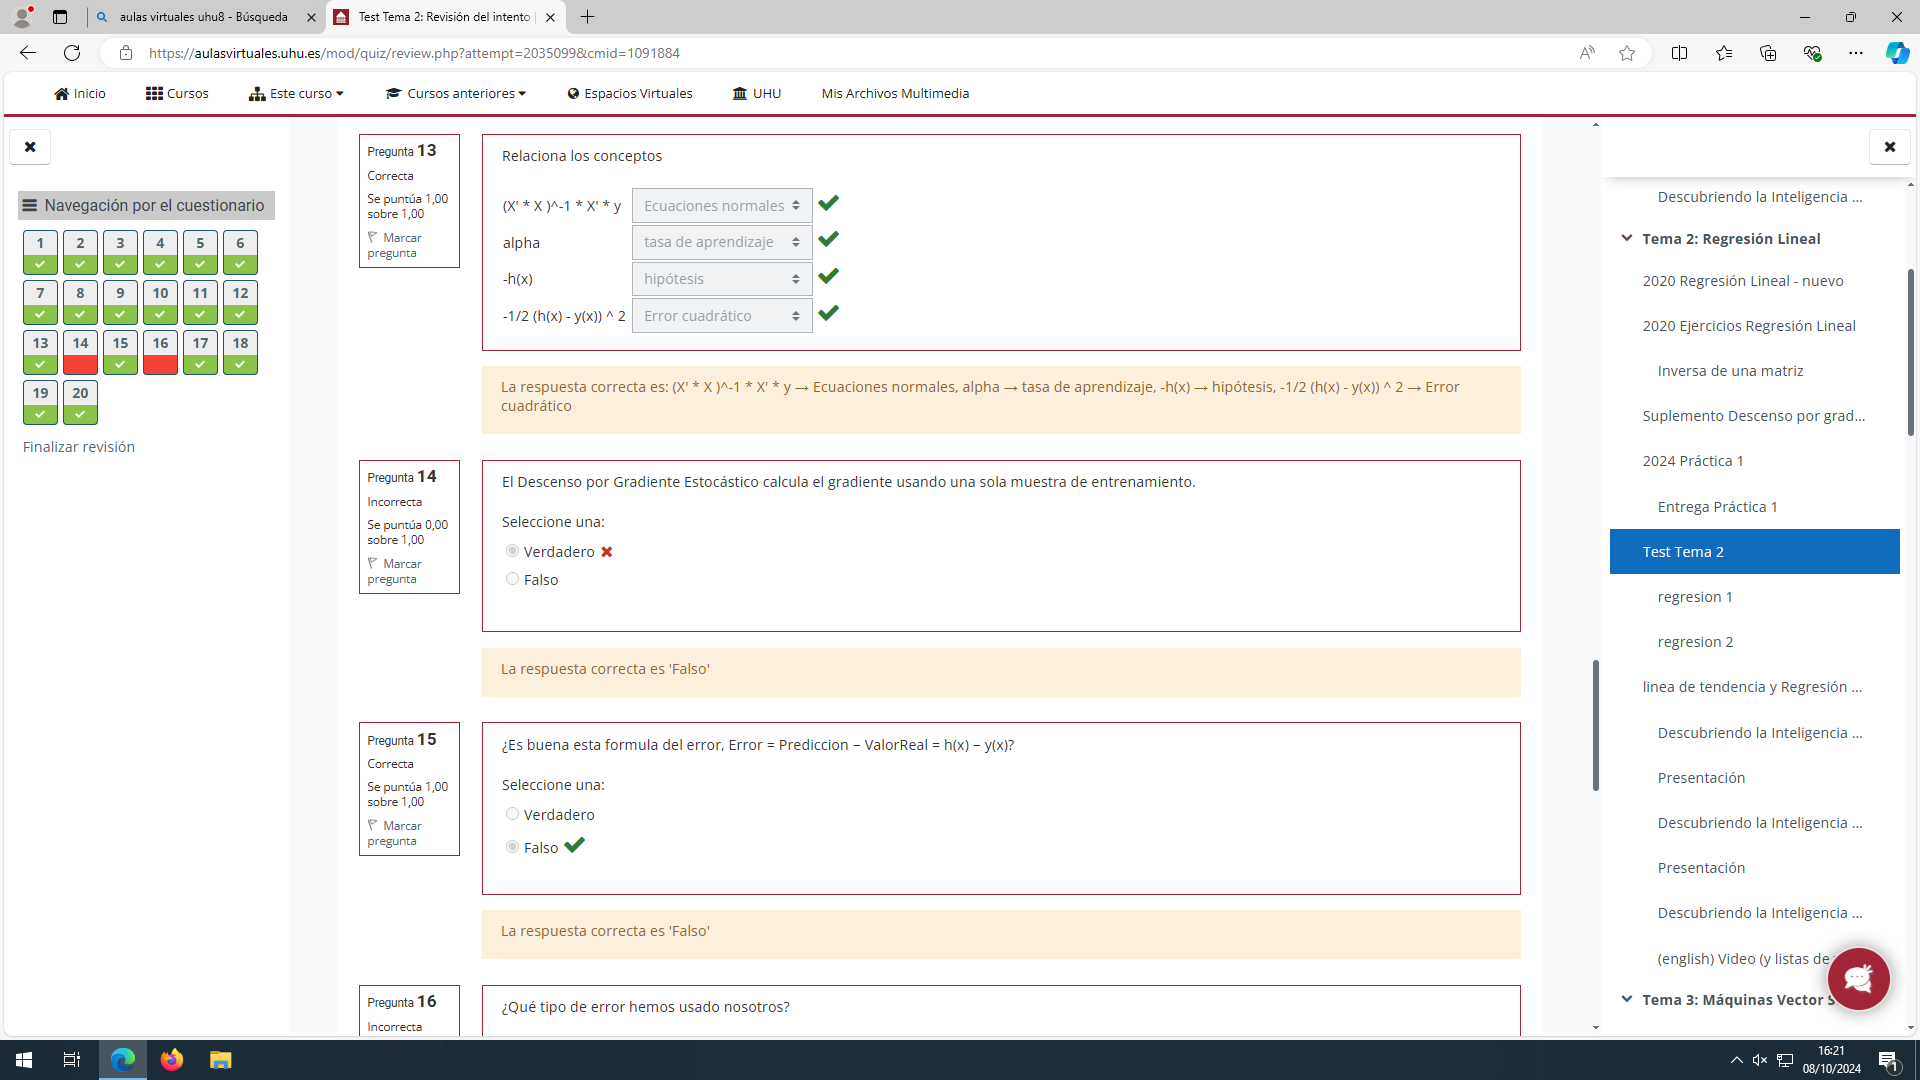 aulas virtuales uhu8 - Búsqueda
Test Tema 2: Revisión del intento
https://aulasvirtuales.uhu.es/mod/quiz/review.php?attempt=2035099&cmid=1091884
Inicio
Cursos
Este curso
Cursos anteriores
Espacios Virtuales
UHU
Mis Archivos Multimedia
Navegación por el cuestionario
1 2 3 4 5 6
7 8 9 10 11 12
13 14 15 16 17 18
19 20
Finalizar revisión
Pregunta 13
Correcta
Se puntúa 1,00
sobre 1,00
Marcar
pregunta
Relaciona los conceptos
(X' * X )^-1 * X' * y Ecuaciones normales
alpha tasa de aprendizaje
-h(x) hipótesis
-1/2 (h(x) - y(x)) ^ 2 Error cuadrático
La respuesta correcta es: (X' * X )^-1 * X' * y → Ecuaciones normales, alpha → tasa de aprendizaje, -h(x) → hipótesis, -1/2 (h(x) - y(x)) ^ 2 → Error
cuadrático
Pregunta 14
Incorrecta
Se puntúa 0,00
sobre 1,00
Marcar
pregunta
El Descenso por Gradiente Estocástico calcula el gradiente usando una sola muestra de entrenamiento.
Seleccione una:
Verdadero
Falso
La respuesta correcta es 'Falso'
Pregunta 15
Correcta
Se puntúa 1,00
sobre 1,00
Marcar
pregunta
¿Es buena esta formula del error, Error = Prediccion − ValorReal = h(x) − y(x)?
Seleccione una:
Verdadero
Falso
La respuesta correcta es 'Falso'
Pregunta 16
Incorrecta
¿Qué tipo de error hemos usado nosotros?
Descubriendo la Inteligencia ...
Tema 2: Regresión Lineal
2020 Regresión Lineal - nuevo
2020 Ejercicios Regresión Lineal
Inversa de una matriz
Suplemento Descenso por grad...
2024 Práctica 1
Entrega Práctica 1
Test Tema 2
regresion 1
regresion 2
linea de tendencia y Regresión ...
Descubriendo la Inteligencia ...
Presentación
Descubriendo la Inteligencia ...
Presentación
Descubriendo la Inteligencia ...
(english) Video (y listas de
Tema 3: Máquinas Vector S
16:21
08/10/2024
1